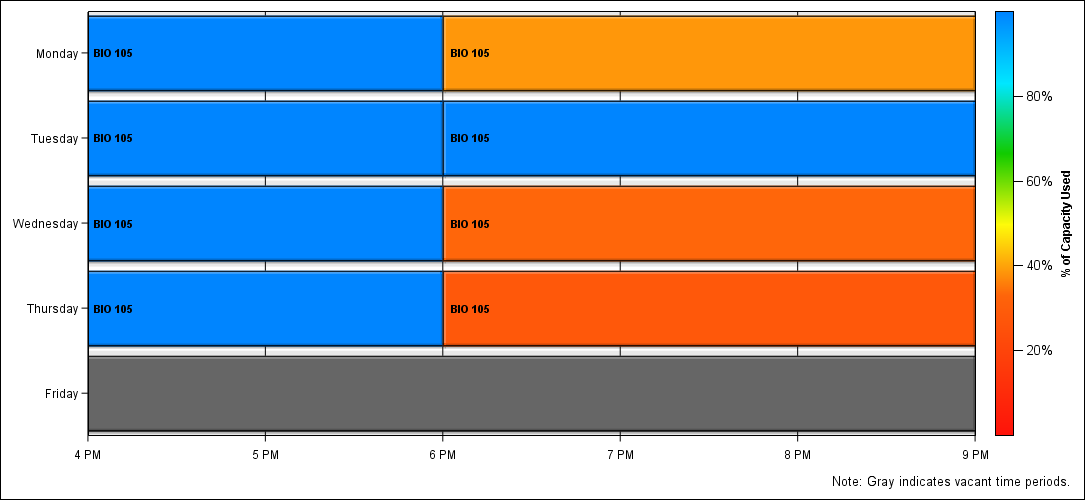 Monday
BIO 105
BIO 105
80%
Tuesday
BIO 105
BIO 105
60%
Wednesday
BIO 105
BIO 105
% of Capacity Used
40%
Thursday
BIO 105
BIO 105
20%
Friday
4 PM 5 PM 6 PM 7 PM 8 PM 9 PM
Note: Gray indicates vacant time periods.